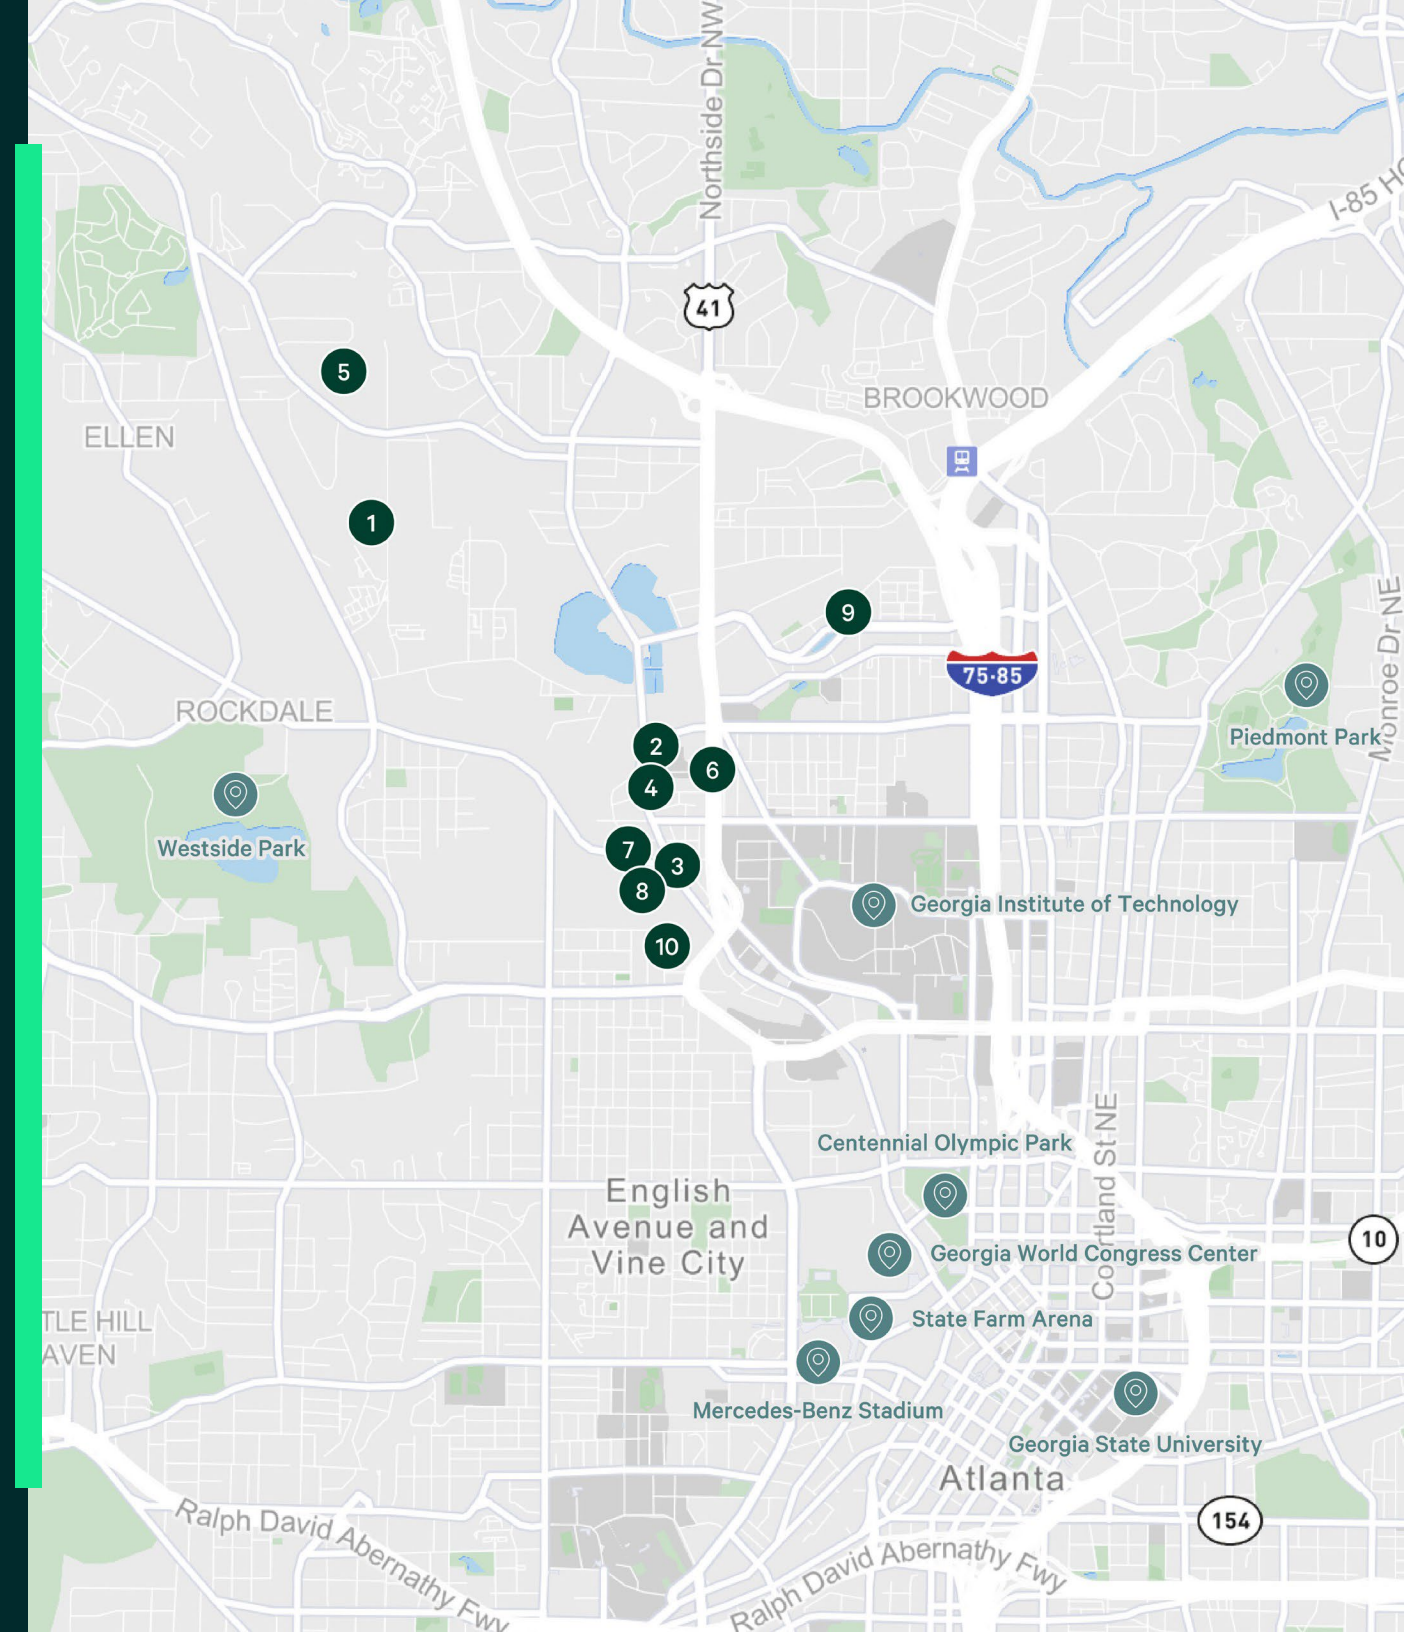 Northside Dr NW
I-85
41
5
BROOKWOOD
ELLEN
1
9
75·85
Monroe Dr NE
ROCKDALE
Piedmont Park
2
6
4
Westside Park
7
3
8
Georgia Institute of Technology
10
Centennial Olympic Park
Cortland St NE
English
Avenue and
Vine City
Georgia World Congress Center
10
TLE HILL
AVEN
State Farm Arena
Mercedes-Benz Stadium
Georgia State University
Atlanta
154
Ralph David Abernathy Fwy
Ralph David Abernathy Fwy